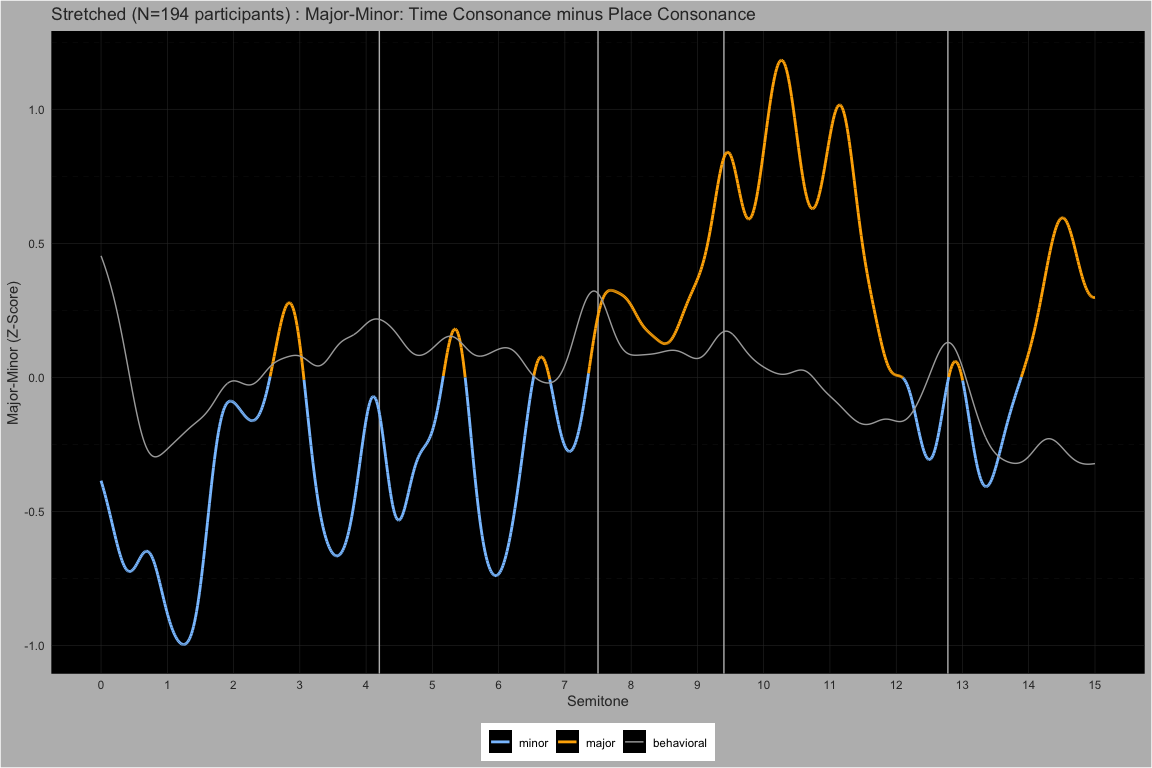 Stretched (N=194 participants) : Major-Minor: Time Consonance minus Place Consonance
Major-Minor (Z-Score)
1.0
0.5
0.0
-0.5
-1.0
0 1 2 3 4 5 6 7 8 9 10 11 12 13 14 15
Semitone
minor major behavioral